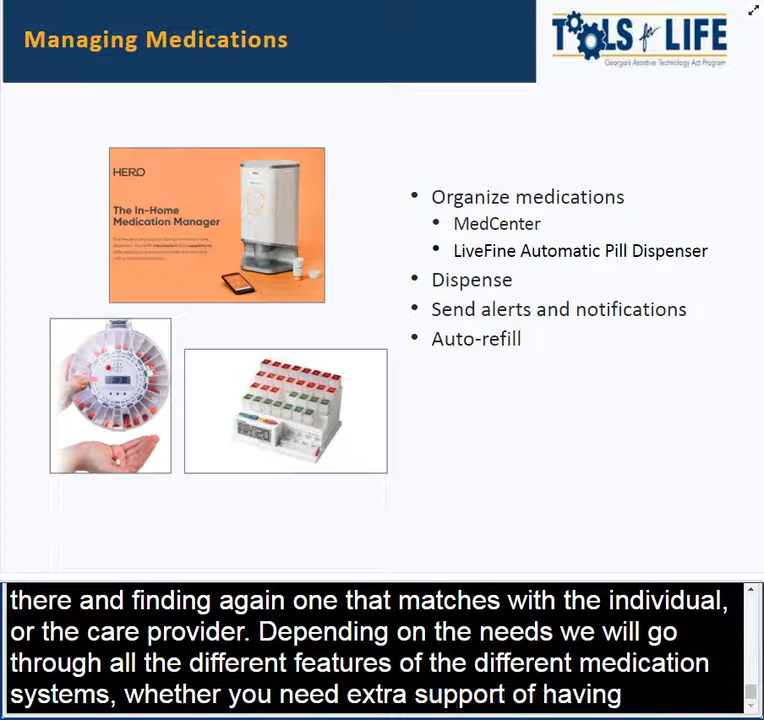 Managing Medications
TOOLS for LIFE
Georgia's Assistive Technology Act Program
HERO
The In-Home
Medication Manager
• Organize medications
• MedCenter
• LiveFine Automatic Pill Dispenser
• Dispense
• Send alerts and notifications
• Auto-refill
there and finding again one that matches with the individual,
or the care provider. Depending on the needs we will go
through all the different features of the different medication
systems, whether you need extra support of having